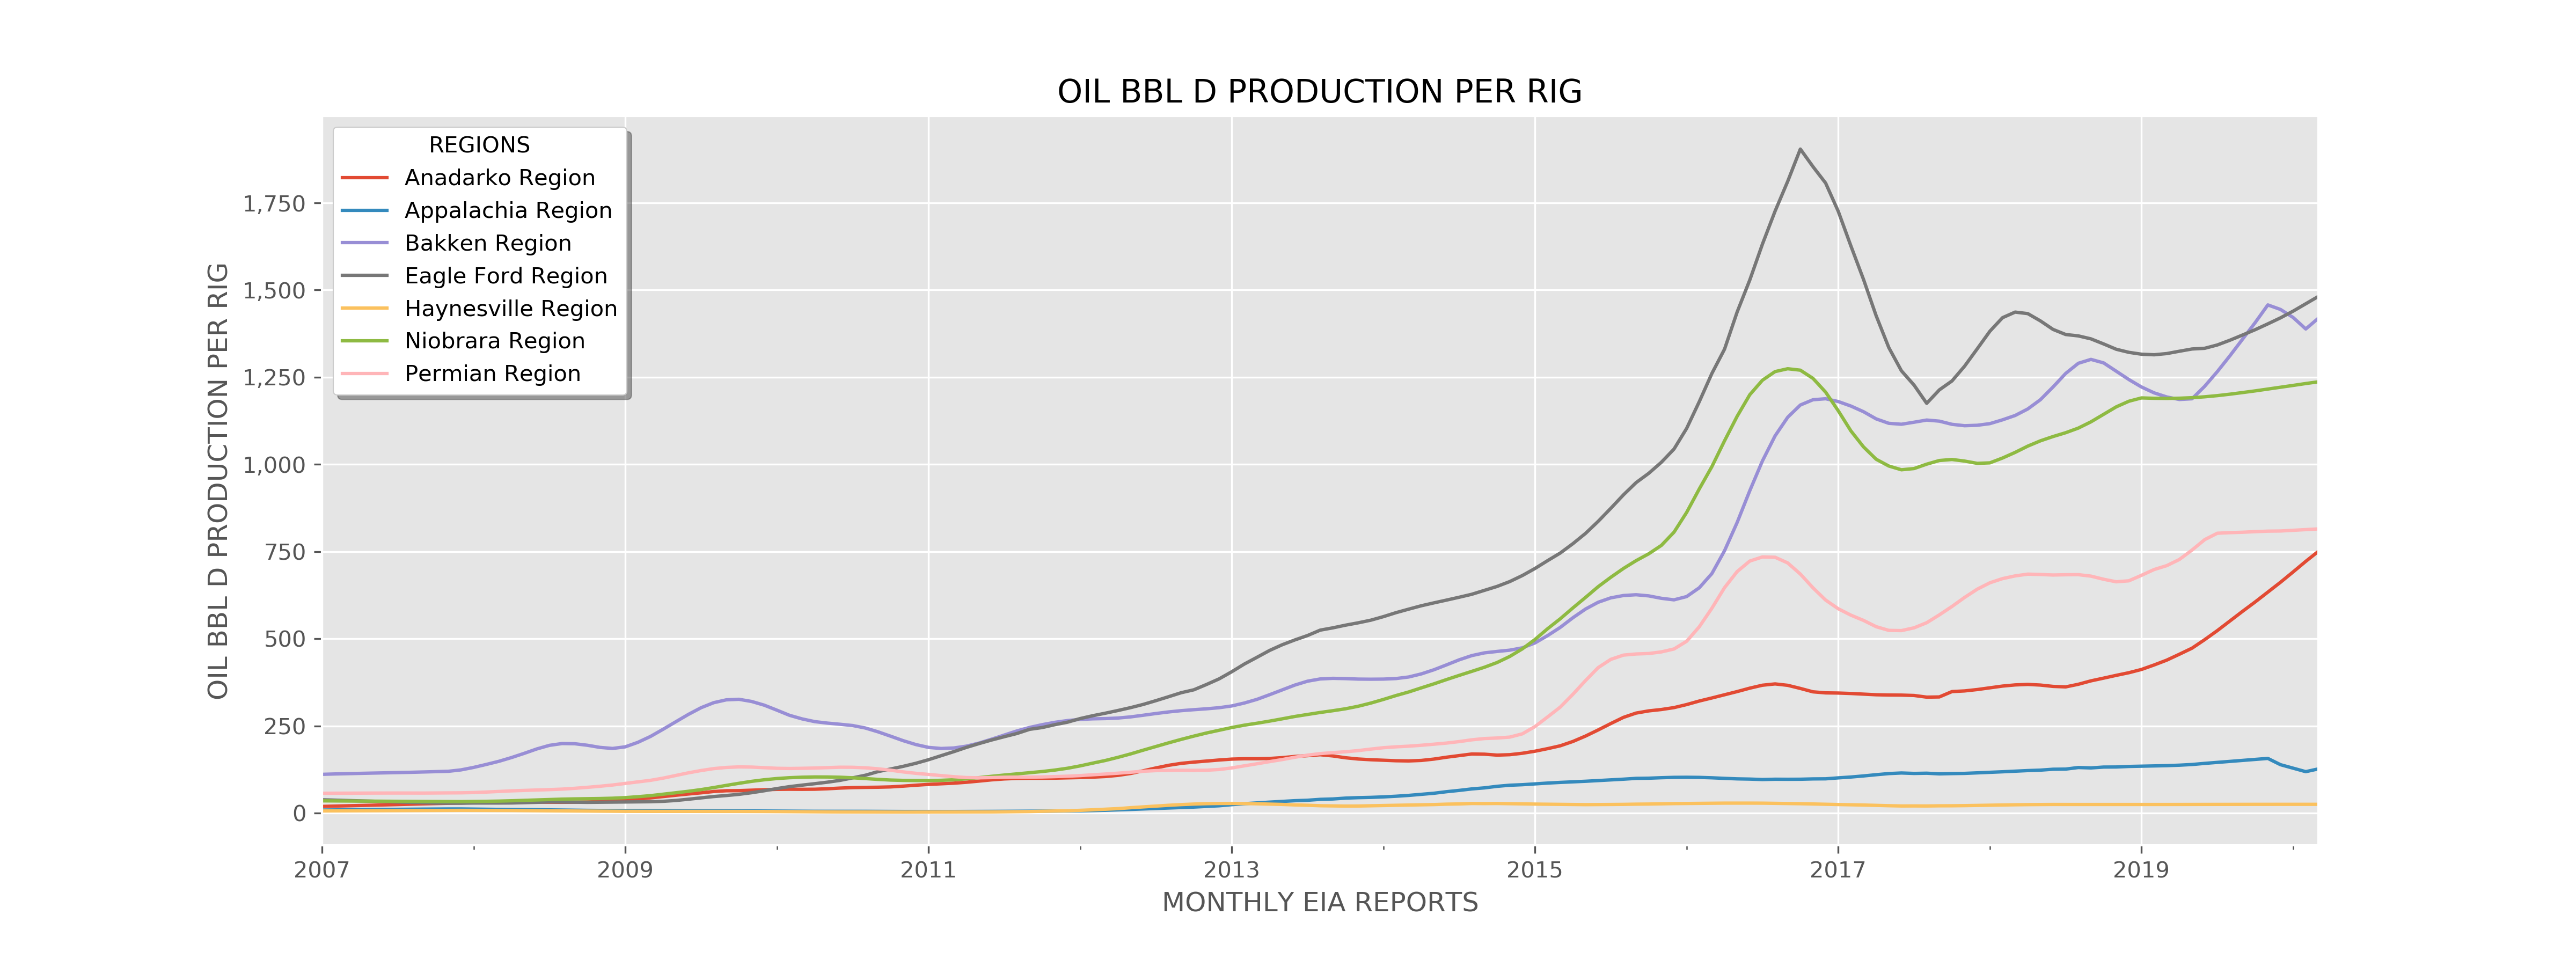 OIL BBL D PRODUCTION PER RIG
REGIONS
Anadarko Region
Appalachia Region
Bakken Region
Eagle Ford Region
Haynesville Region
Niobrara Region
Permian Region
OIL BBL D PRODUCTION PER RIG
1,750
1,500
1,250
1,000
750
500
250
0
2007 2009 2011 2013 2015 2017 2019
MONTHLY EIA REPORTS